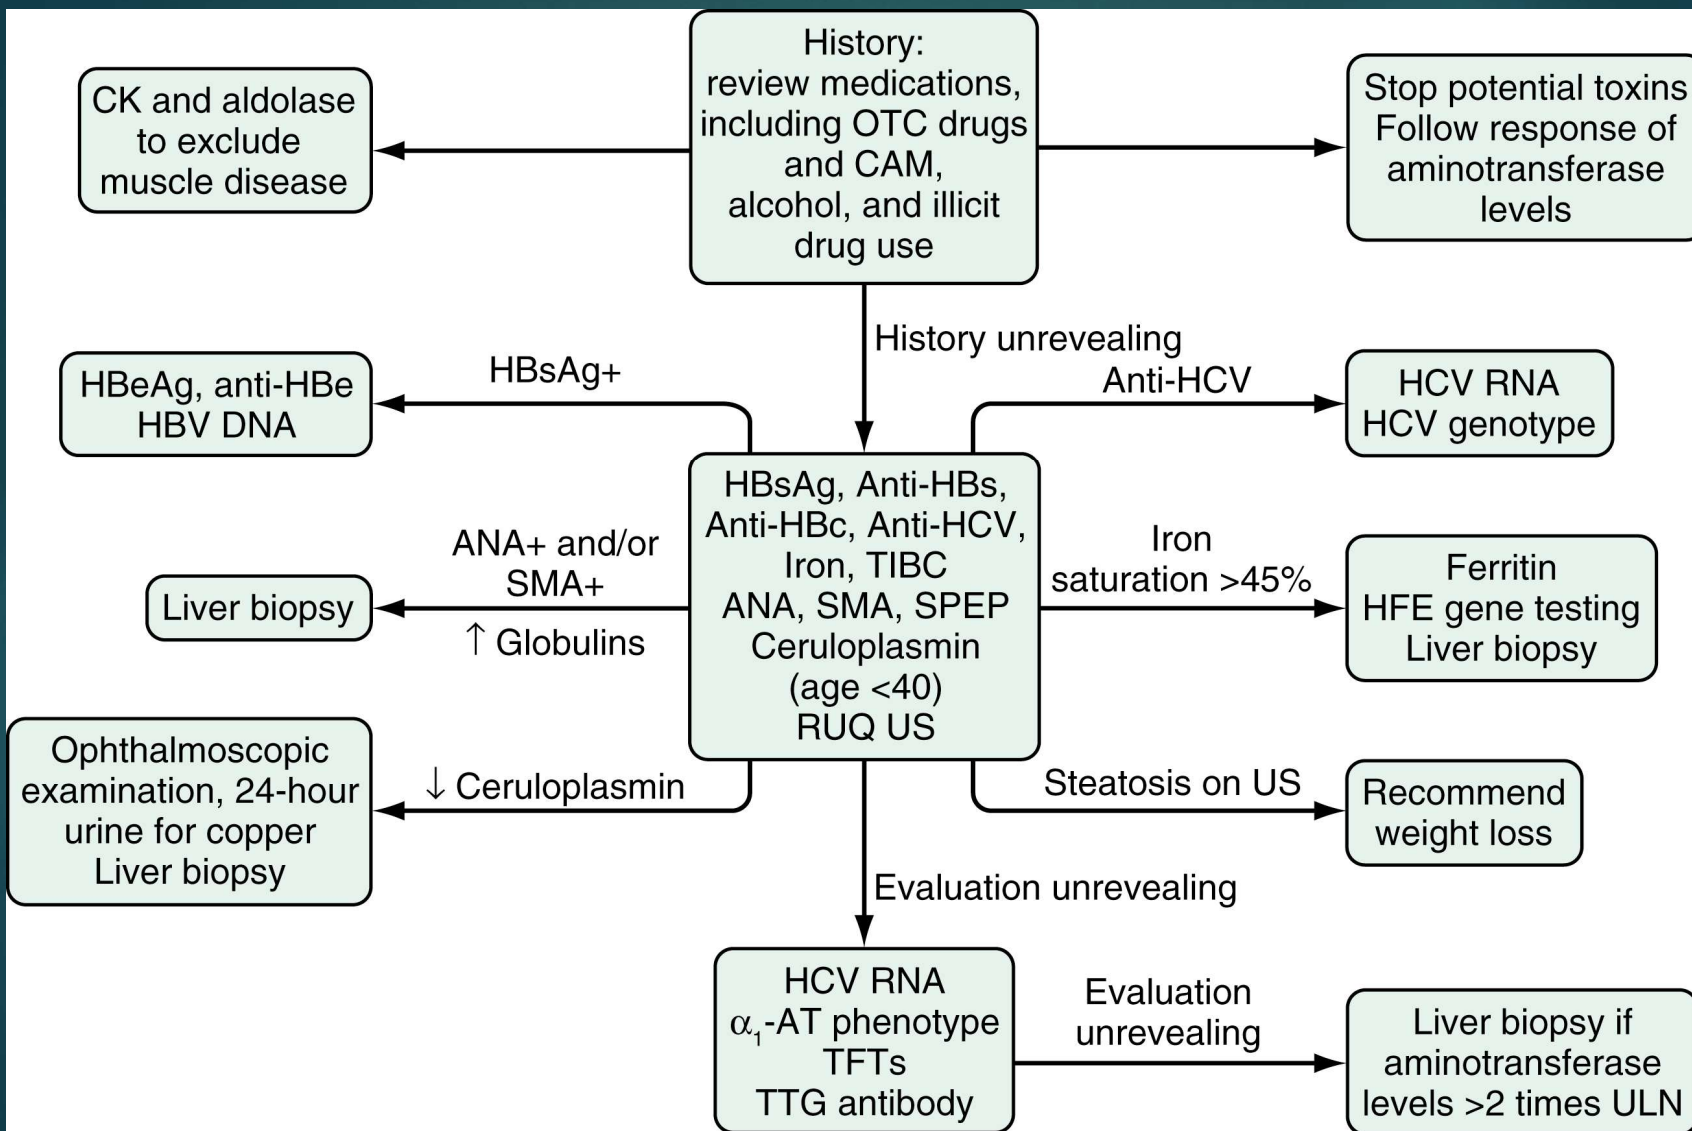 History:
review medications,
including OTC drugs
and CAM,
alcohol, and illicit
drug use
CK and aldolase
to exclude
muscle disease
Stop potential toxins
Follow response of
aminotransferase
levels
History unrevealing
HBsAg+
HBeAg, anti-HBe
HBV DNA
Anti-HCV
HCV RNA
HCV genotype
HBsAg, Anti-HBs,
Anti-HBc, Anti-HCV,
Iron, TIBC
ANA, SMA, SPEP
Ceruloplasmin
(age <40)
RUQ US
ANA+ and/or
SMA+
↑ Globulins
Liver biopsy
Iron
saturation >45%
Ferritin
HFE gene testing
Liver biopsy
↓ Ceruloplasmin
Ophthalmoscopic
examination, 24-hour
urine for copper
Liver biopsy
Steatosis on US
Recommend
weight loss
Evaluation unrevealing
HCV RNA
α₁-AT phenotype
TFTs
TTG antibody
Evaluation
unrevealing
Liver biopsy if
aminotransferase
levels >2 times ULN